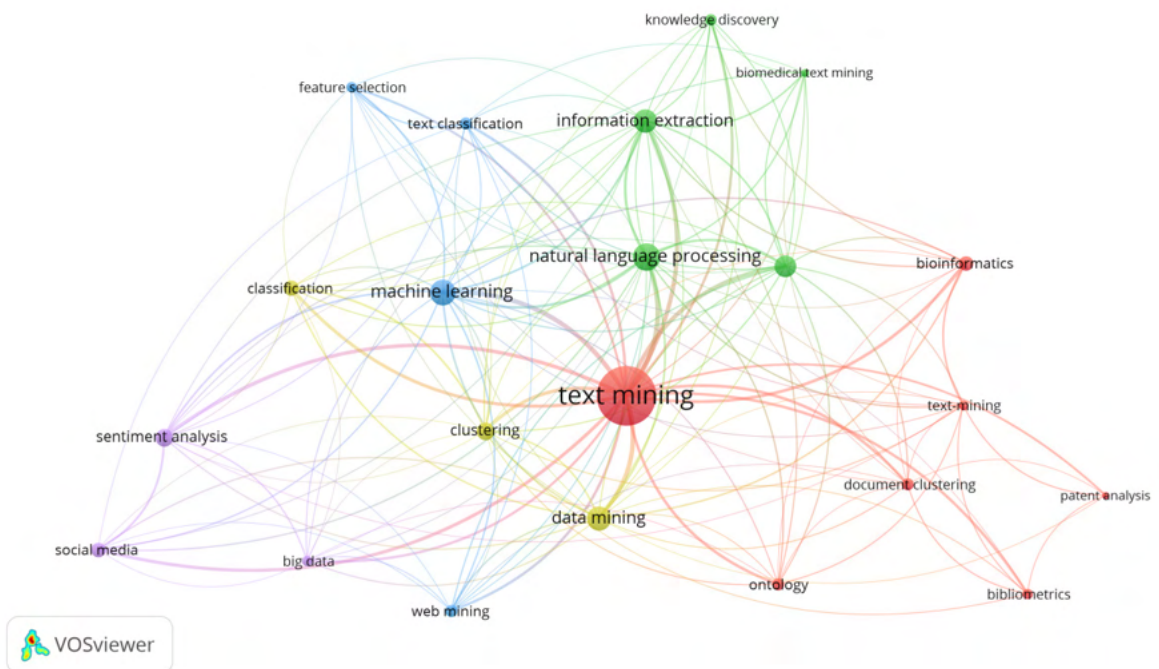 knowledge discovery
biomedical text mining
feature selection
text classification
information extraction
natural language processing
bioinformatics
classification
machine learning
text mining
text-mining
sentiment analysis
clustering
document clustering
patent analysis
data mining
social media
big data
ontology
bibliometrics
web mining
VOSviewer